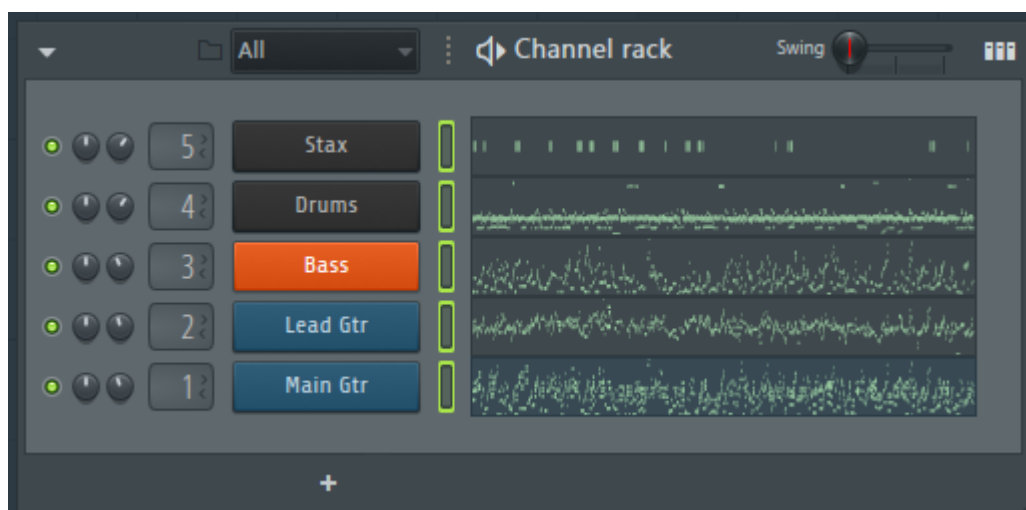 All Channel rack Swing
5 Stax
4 Drums
3 Bass
2 Lead Gtr
1 Main Gtr
+